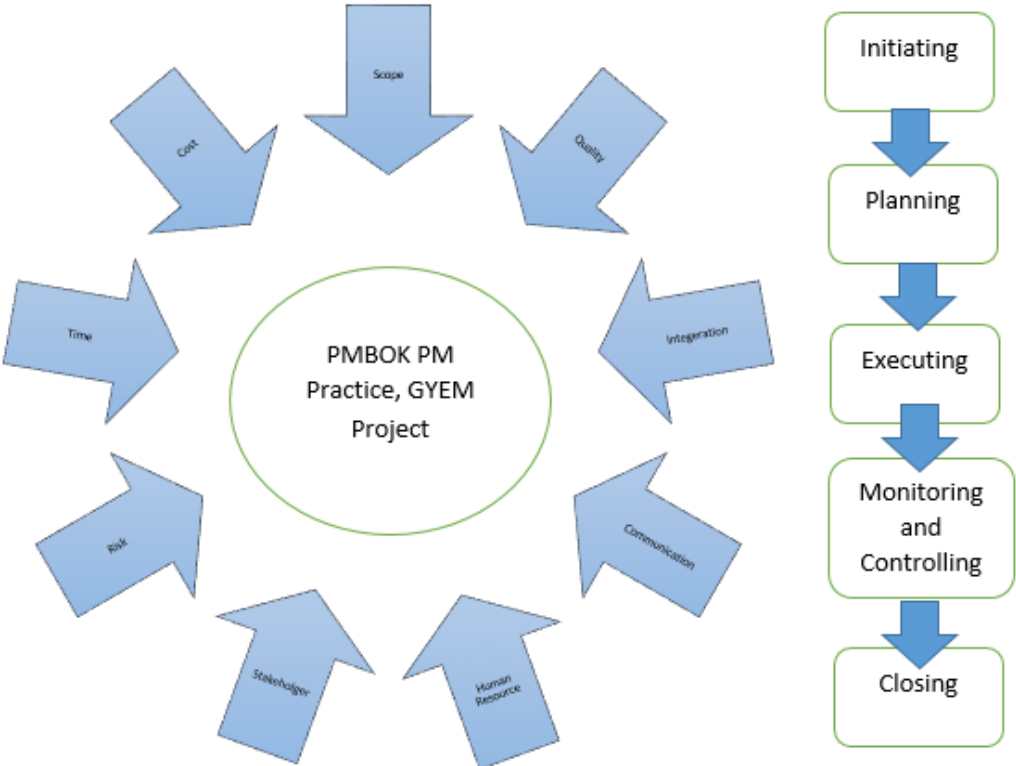 Scope
Quality
Integeration
Communication
Human
Resource
Stakeholger
Risk
Time
Cost
PMBOK PM
Practice, GYEM
Project
Initiating
Planning
Executing
Monitoring
and
Controlling
Closing